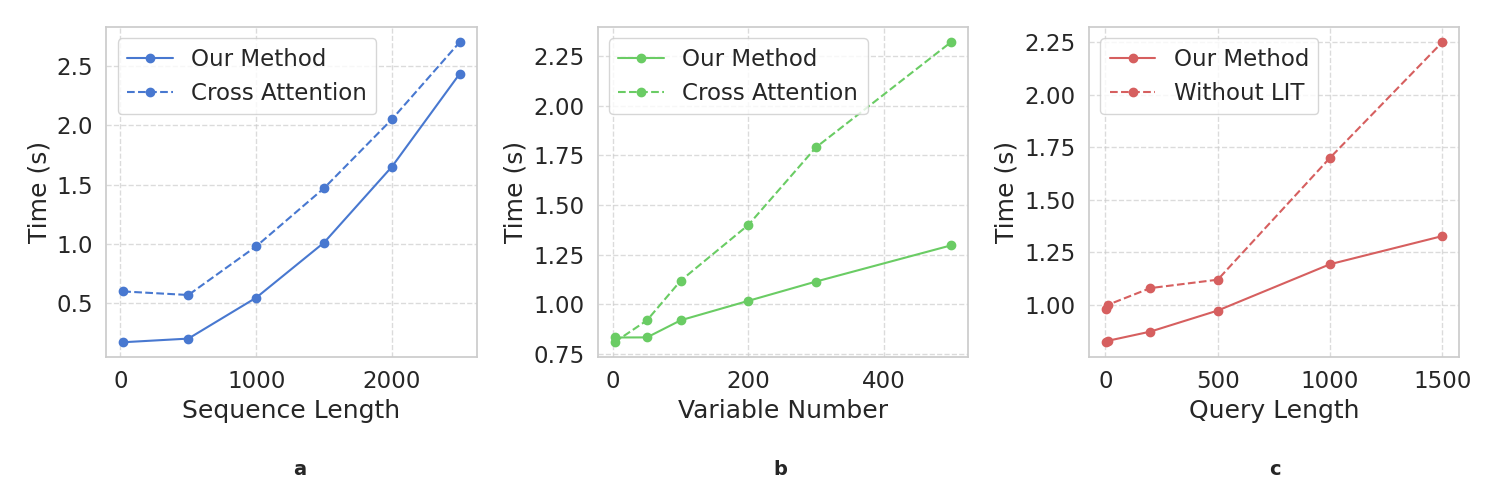 Our Method
Cross Attention
Time (s)
2.5
2.0
1.5
1.0
0.5
0 1000 2000
Sequence Length
a
Our Method
Cross Attention
Time (s)
2.25
2.00
1.75
1.50
1.25
1.00
0.75
0 200 400
Variable Number
b
Our Method
Without LIT
Time (s)
2.25
2.00
1.75
1.50
1.25
1.00
0 500 1000 1500
Query Length
c